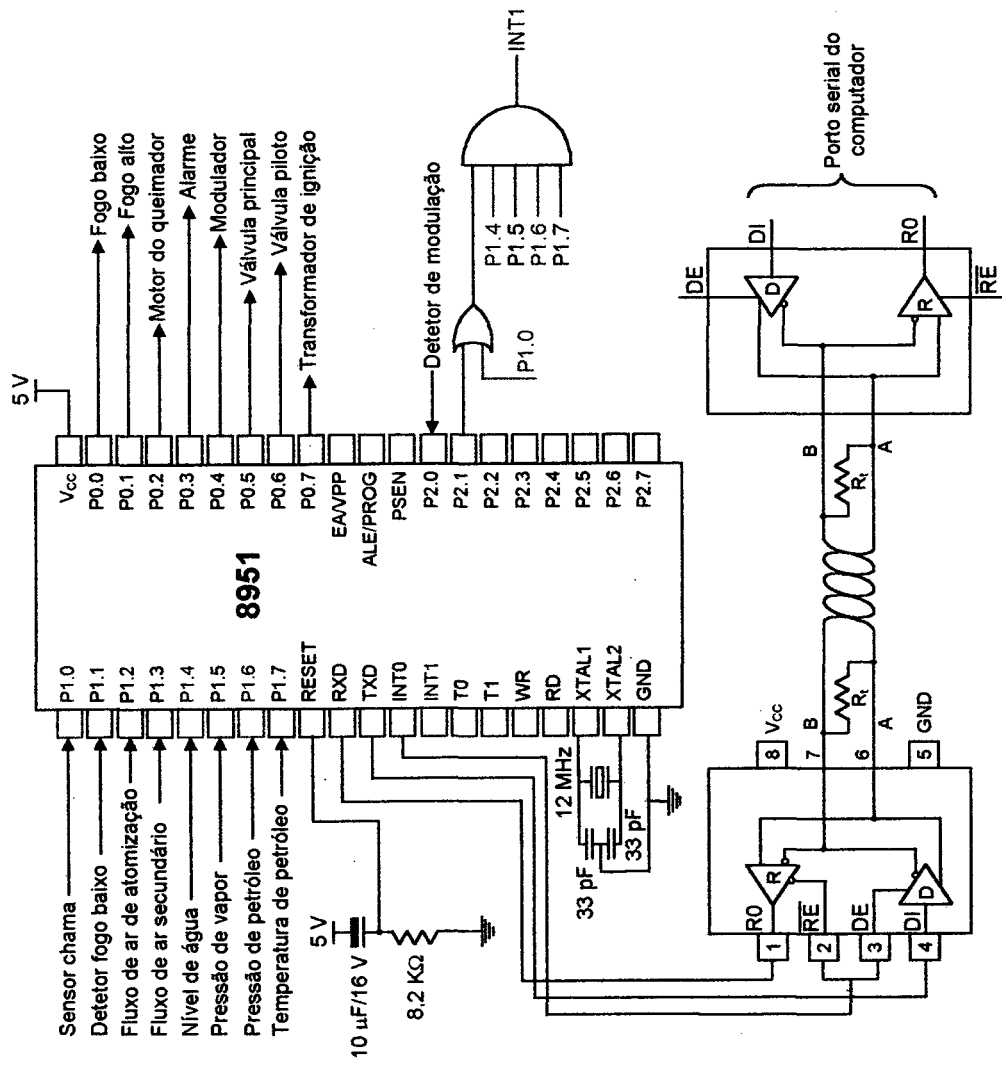 Sensor chama
Detetor fogo baixo
Fluxo de ar de atomização
Fluxo de ar secundário
Nível de água
Pressão de vapor
Pressão de petróleo
Temperatura de petróleo
P1.0
P1.1
P1.2
P1.3
P1.4
P1.5
P1.6
P1.7
RESET
RXD
TXD
INT0
INT1
T0
T1
WR
RD
XTAL1
XTAL2
GND
8951
Vcc
P0.0
P0.1
P0.2
P0.3
P0.4
P0.5
P0.6
P0.7
EA/VPP
ALE/PROG
PSEN
P2.0
P2.1
P2.2
P2.3
P2.4
P2.5
P2.6
P2.7
5 V
Fogo baixo
Fogo alto
Motor do queimador
Alarme
Modulador
Válvula principal
Válvula piloto
Transformador de ignição
Detetor de modulação
P1.0
P1.4
P1.5
P1.6
P1.7
INT1
5 V
10 uF/16 V
8.2 KΩ
12 MHz
33 pF
33 pF
R0
RE
DE
DI
1
2
3
4
R
D
8
Vcc
7
B
6
A
5
GND
Rt
B
Rt
A
DE
DI
D
R
R0
RE
Porto serial do
computador